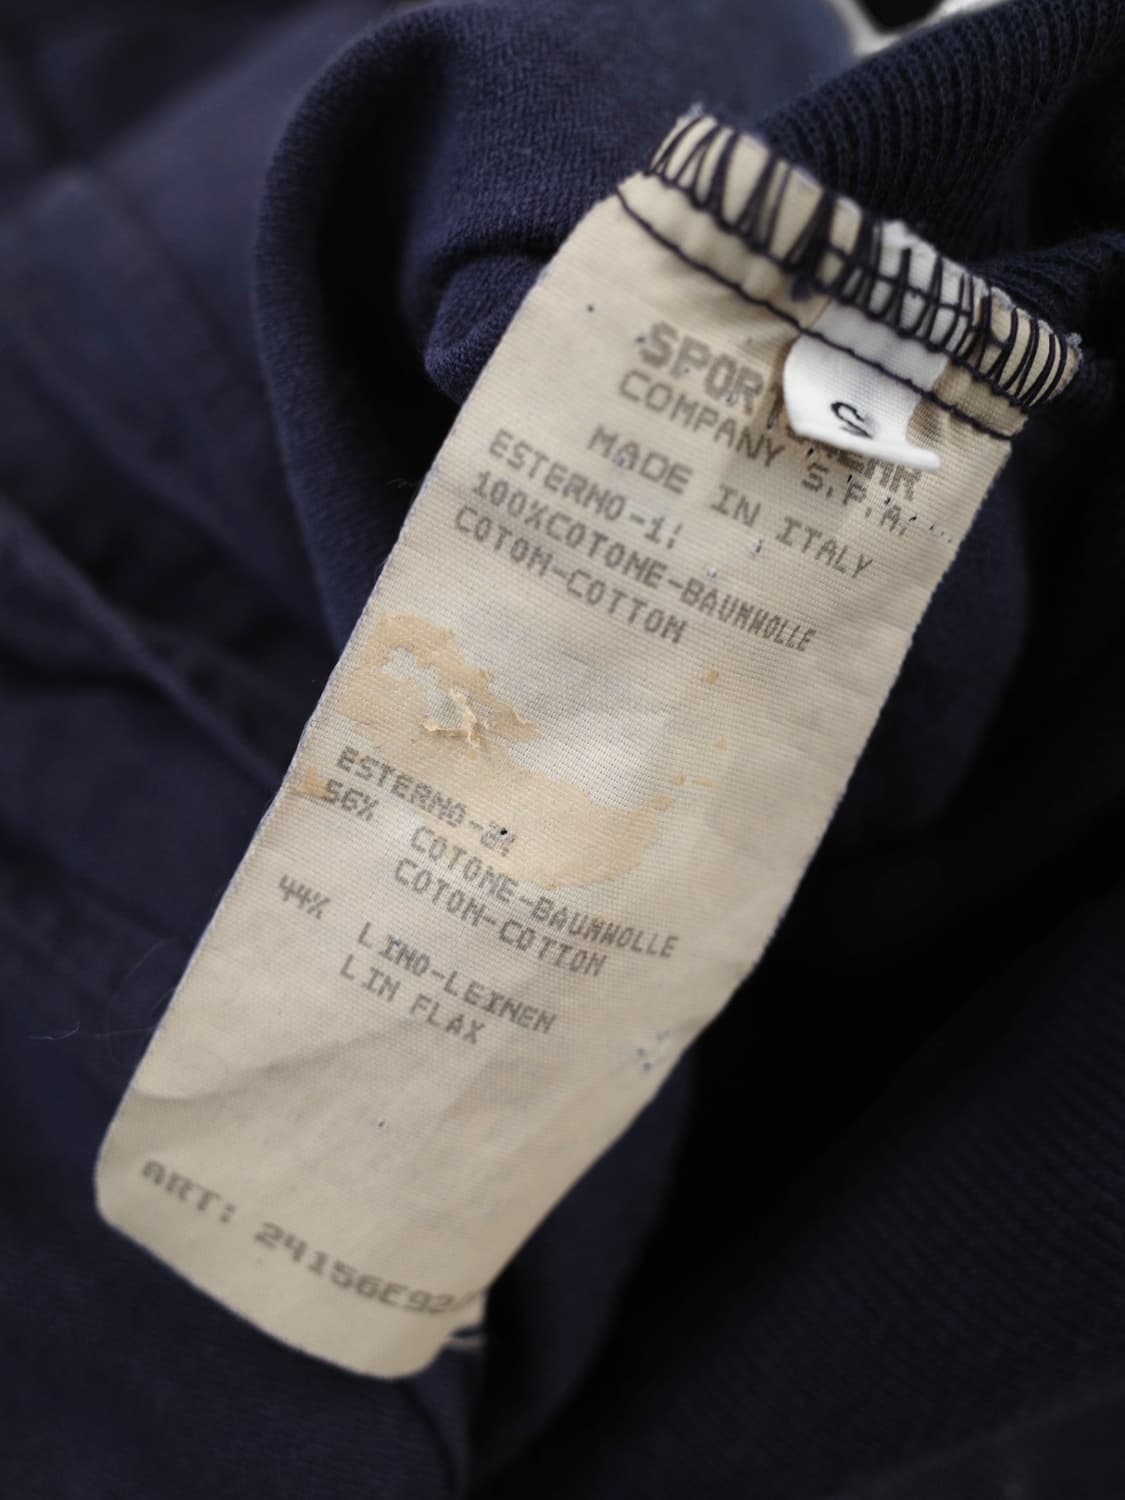 SPORTSWEAR
COMPANY S.P.A.
S
MADE IN ITALY
ESTERNO-1:
100%COTONE-BAUMWOLLE
COTON-COTTON
ESTERNO-2:
56% COTONE-BAUMWOLLE
COTON-COTTON
44% LINO-LEINEN
LIN FLAX
ART: 24156E92